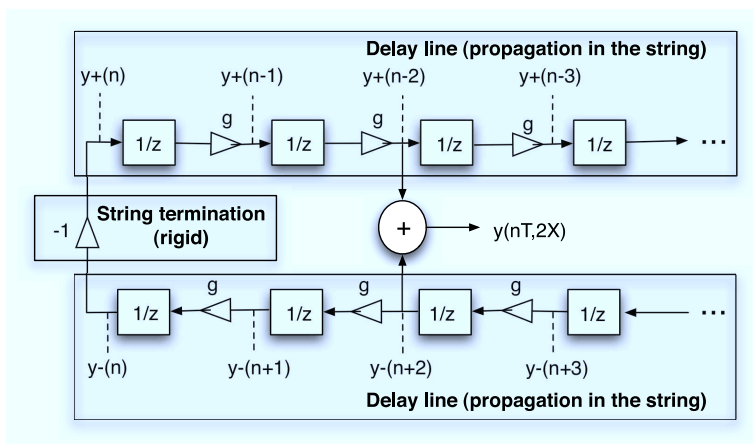 Delay line (propagation in the string)
y+(n) y+(n-1) y+(n-2) y+(n-3)
g g g
1/z 1/z 1/z 1/z ...
-1 String termination
(rigid)
+ y(nT,2X)
g g g
1/z 1/z 1/z 1/z ...
y-(n) y-(n+1) y-(n+2) y-(n+3)
Delay line (propagation in the string)